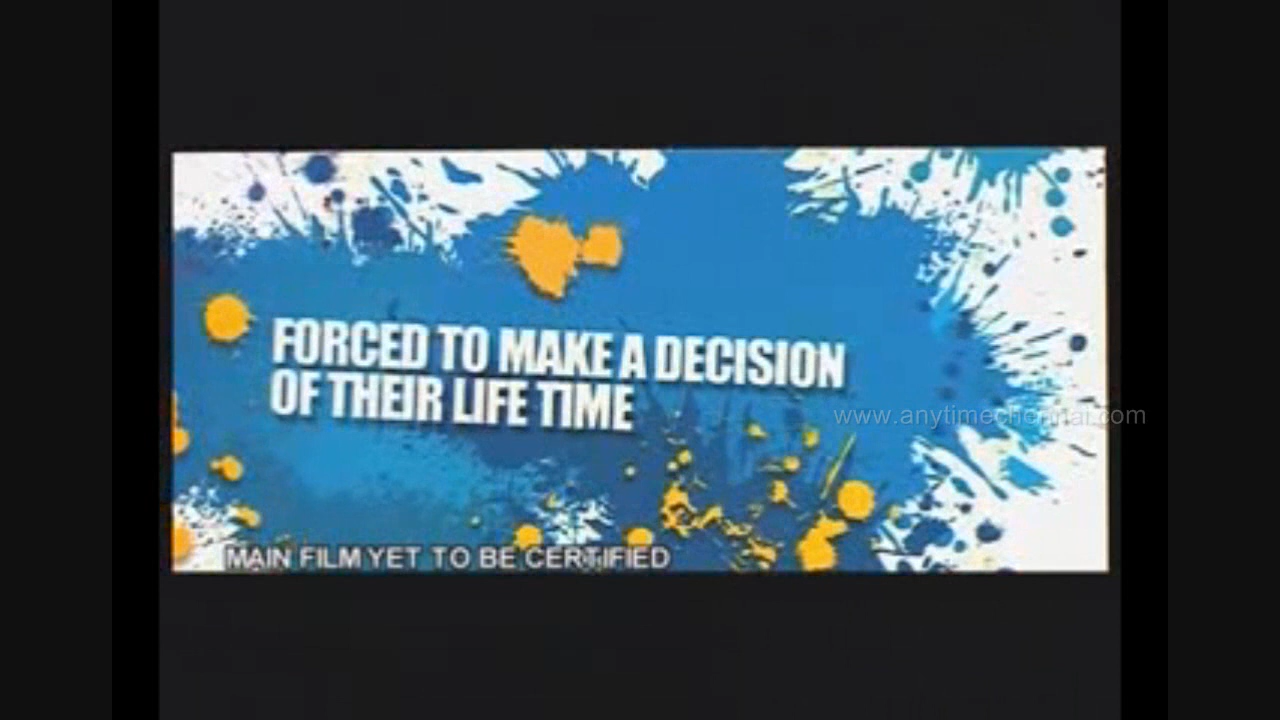 FORCED TO MAKE A DECISION
OF THEIR LIFE TIME
www.anytimechennai.com
MAIN FILM YET TO BE CERTIFIED